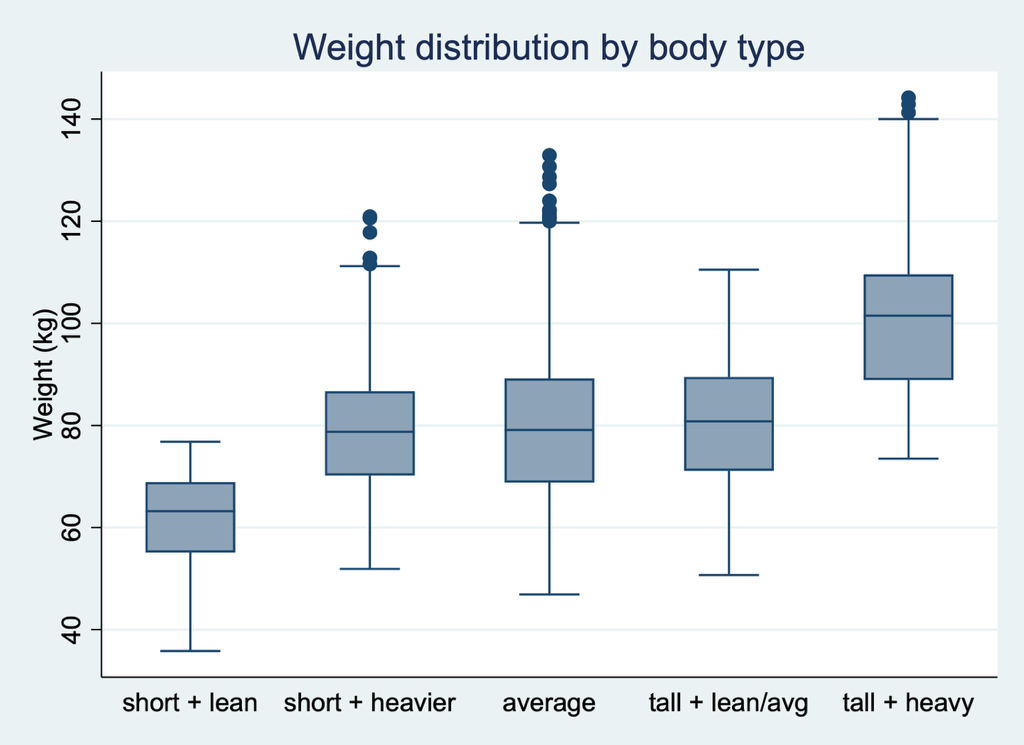 Weight distribution by body type
Weight (kg)
140
120
100
80
60
40
short + lean short + heavier average tall + lean/avg tall + heavy